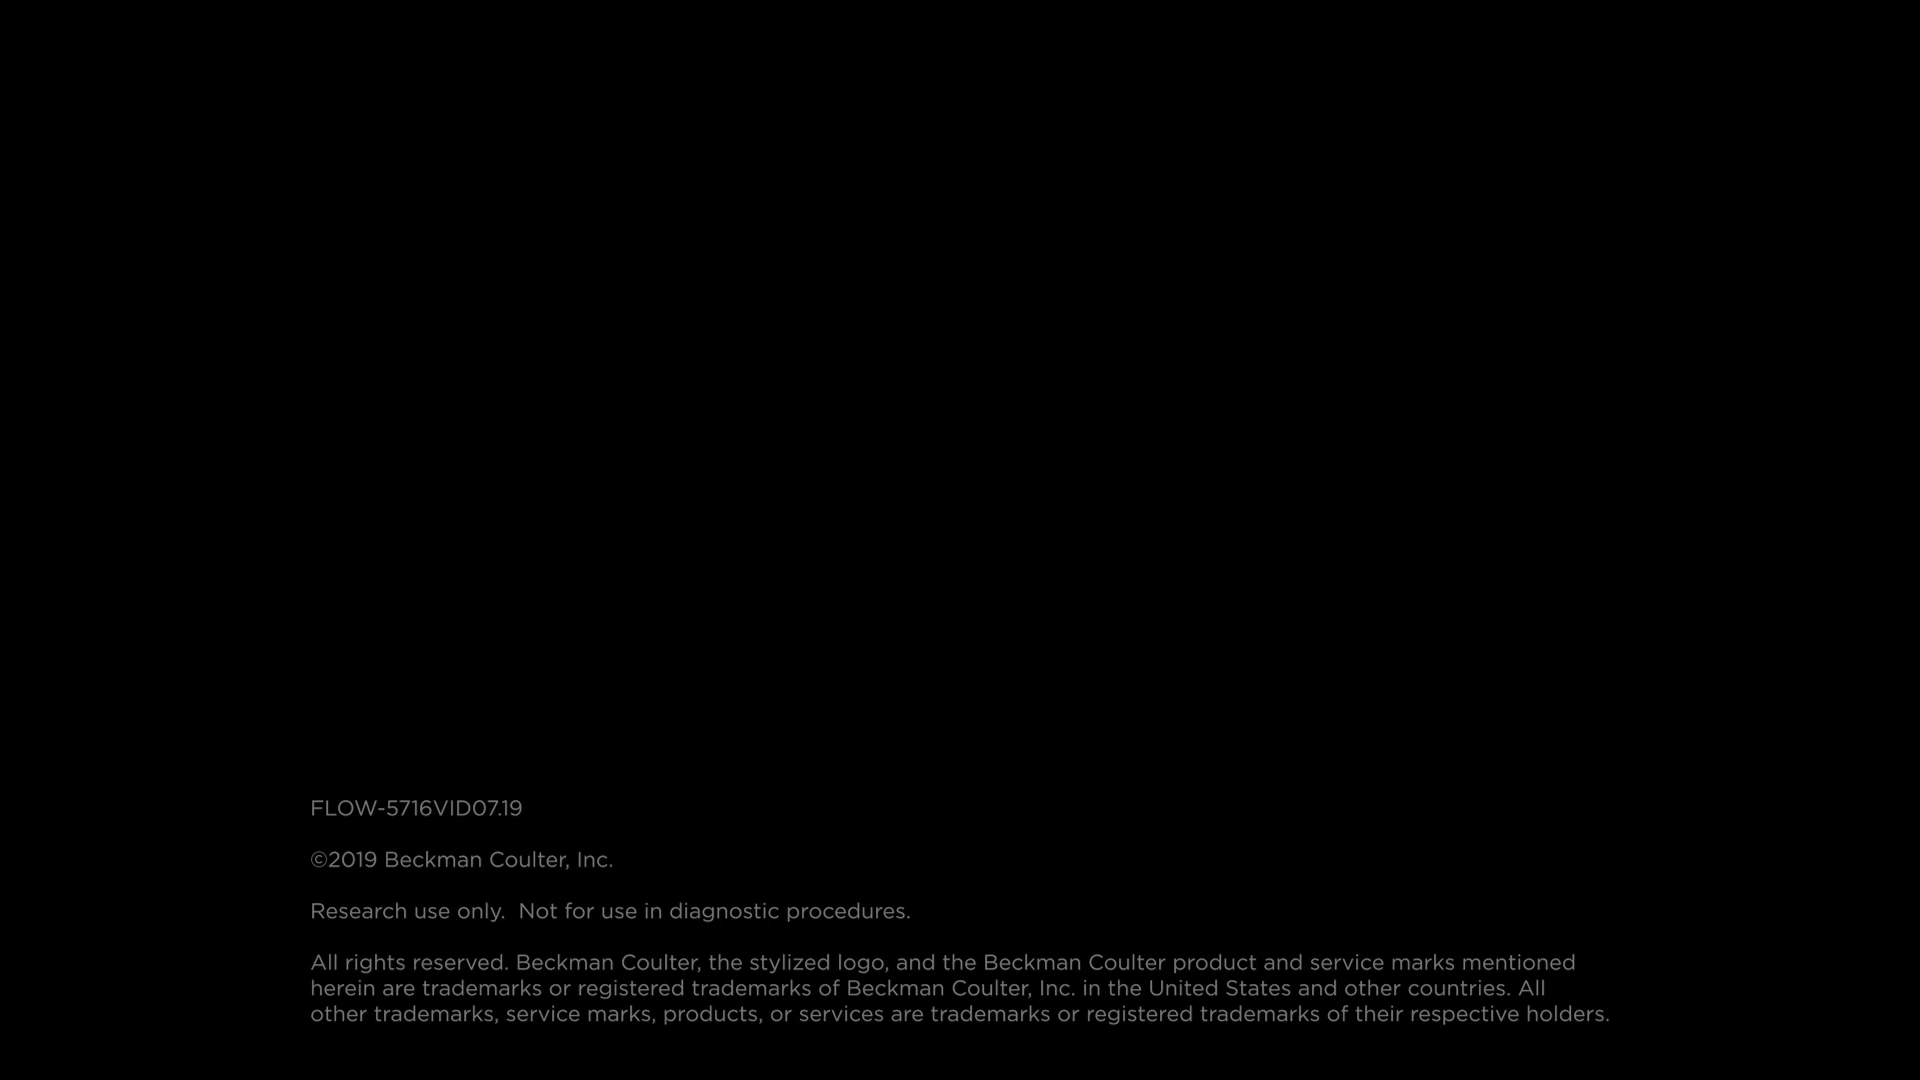 FLOW-5716VID07.19
©2019 Beckman Coulter, Inc.
Research use only.  Not for use in diagnostic procedures.
All rights reserved. Beckman Coulter, the stylized logo, and the Beckman Coulter product and service marks mentioned
herein are trademarks or registered trademarks of Beckman Coulter, Inc. in the United States and other countries. All
other trademarks, service marks, products, or services are trademarks or registered trademarks of their respective holders.